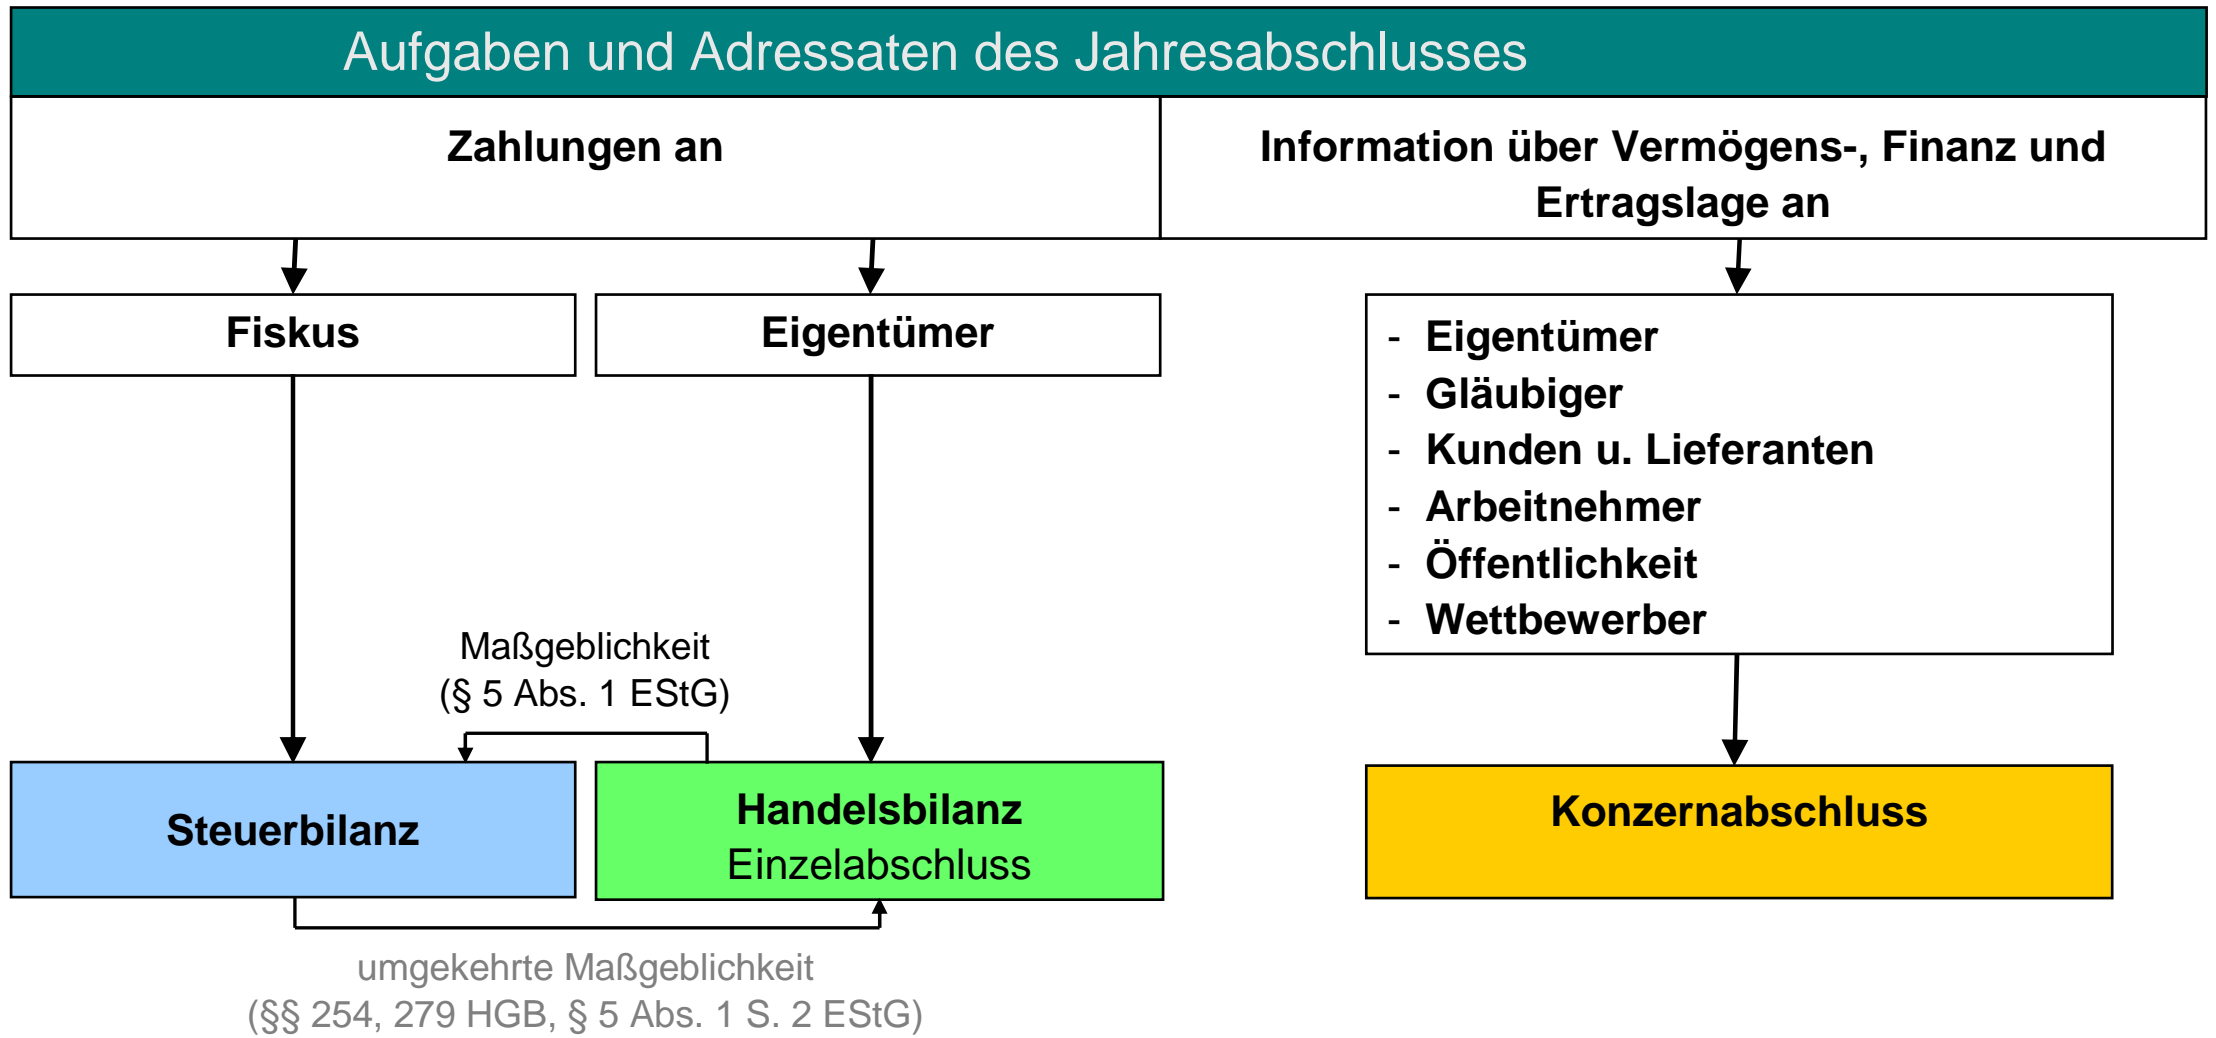 Aufgaben und Adressaten des Jahresabschlusses
Zahlungen an
Information über Vermögens-, Finanz und
Ertragslage an
Fiskus
Eigentümer
- Eigentümer
- Gläubiger
- Kunden u. Lieferanten
- Arbeitnehmer
- Öffentlichkeit
- Wettbewerber
Maßgeblichkeit
(§ 5 Abs. 1 EStG)
Steuerbilanz
Handelsbilanz
Einzelabschluss
Konzernabschluss
umgekehrte Maßgeblichkeit
(§§ 254, 279 HGB, § 5 Abs. 1 S. 2 EStG)